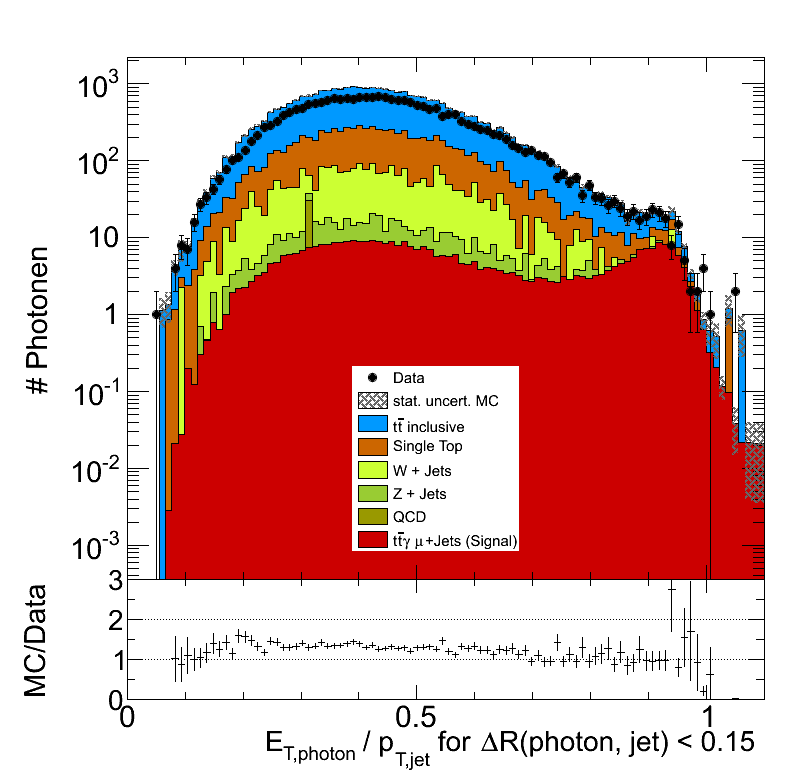 10³
10²
10
1
10⁻¹
10⁻²
10⁻³
# Photonen
Data
stat. uncert. MC
tt̄ inclusive
Single Top
W + Jets
Z + Jets
QCD
tt̄γ μ+Jets (Signal)
3
2
1
0
MC/Data
0 0.5 1
E_T,photon / p_T,jet for ΔR(photon, jet) < 0.15